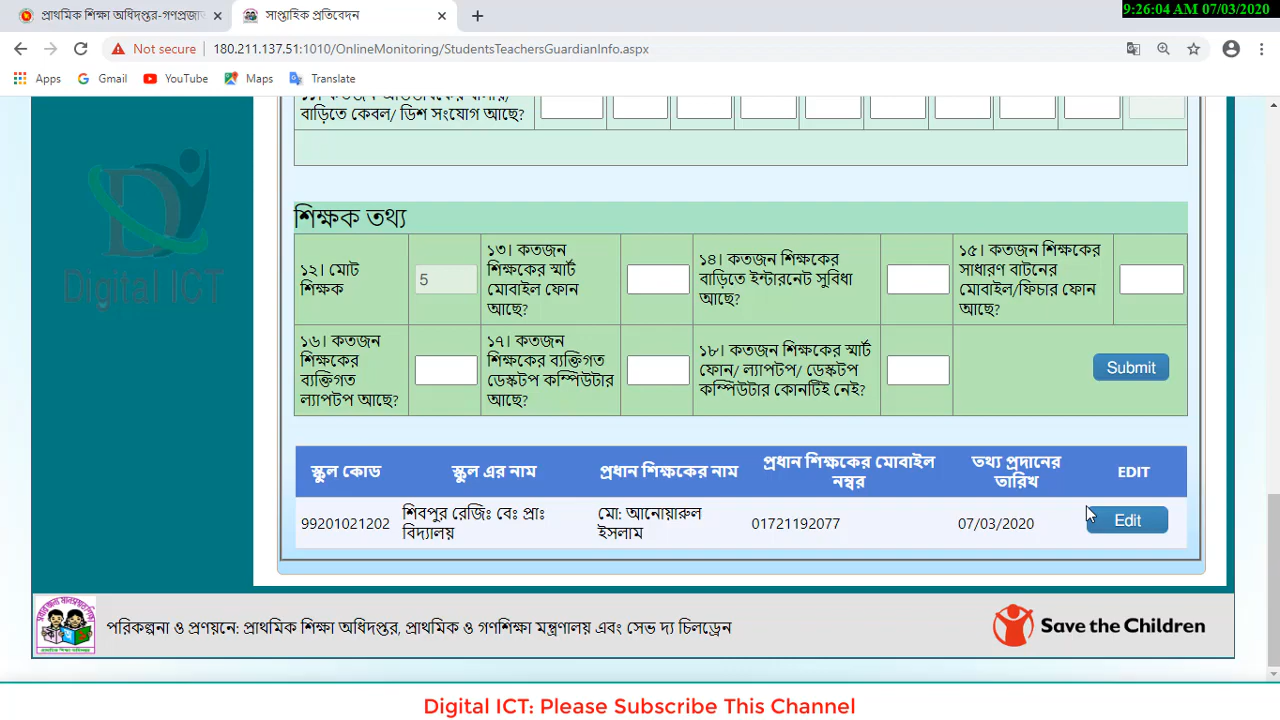 9:26:04 AM 07/03/2020
প্রাথমিক শিক্ষা অধিদপ্তর-গণপ্রজা
সাপ্তাহিক প্রতিবেদন
Not secure
180.211.137.51:1010/OnlineMonitoring/StudentsTeachersGuardianInfo.aspx
Apps
Gmail
YouTube
Maps
Translate
বাড়িতে কেবল/ ডিশ সংযোগ আছে?
Digital ICT
শিক্ষক তথ্য
১২। মোট
শিক্ষক
5
১৩। কতজন
শিক্ষকের স্মার্ট
মোবাইল ফোন
আছে?
১৪। কতজন শিক্ষকের
বাড়িতে ইন্টারনেট সুবিধা
আছে?
১৫। কতজন শিক্ষকের
সাধারণ বাটনের
মোবাইল/ফিচার ফোন
আছে?
১৬। কতজন
শিক্ষকের
ব্যক্তিগত
ল্যাপটপ আছে?
১৭। কতজন
শিক্ষকের ব্যক্তিগত
ডেস্কটপ কম্পিউটার
আছে?
১৮। কতজন শিক্ষকের স্মার্ট
ফোন/ ল্যাপটপ/ ডেস্কটপ
কম্পিউটার কোনটিই নেই?
Submit
স্কুল কোড
স্কুল এর নাম
প্রধান শিক্ষকের নাম
প্রধান শিক্ষকের মোবাইল
নম্বর
তথ্য প্রদানের
তারিখ
EDIT
99201021202
শিবপুর রেজিঃ বেঃ প্রাঃ
বিদ্যালয়
মো: আনোয়ারুল
ইসলাম
01721192077
07/03/2020
Edit
পরিকল্পনা ও প্রণয়নে: প্রাথমিক শিক্ষা অধিদপ্তর, প্রাথমিক ও গণশিক্ষা মন্ত্রণালয় এবং সেভ দ্য চিলড্রেন
Save the Children
Digital ICT: Please Subscribe This Channel